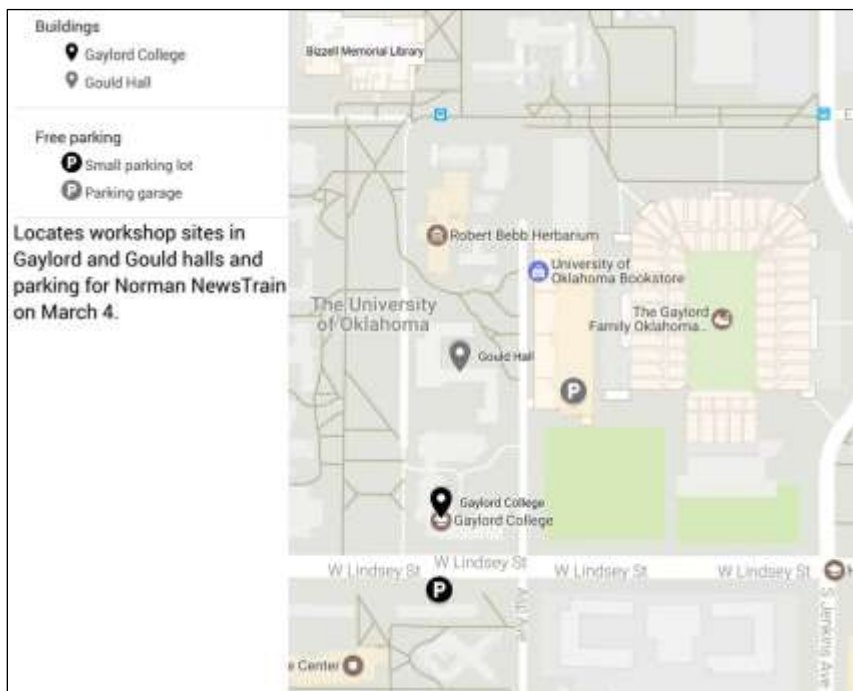 Buildings
Gaylord College
Gould Hall
Free parking
P Small parking lot
P Parking garage
Locates workshop sites in
Gaylord and Gould halls and
parking for Norman NewsTrain
on March 4.
Bizzell Memorial Library
E
Robert Bebb Herbarium
University of
Oklahoma Bookstore
The University
of Oklahoma
The Gaylord
Family Oklahoma...
Gould Hall
P
Gaylord College
Gaylord College
W Lindsey St
W Lindsey St
W Lindsey St
W Lindsey St
P
Asp Ave
S Jenkins Ave
e Center